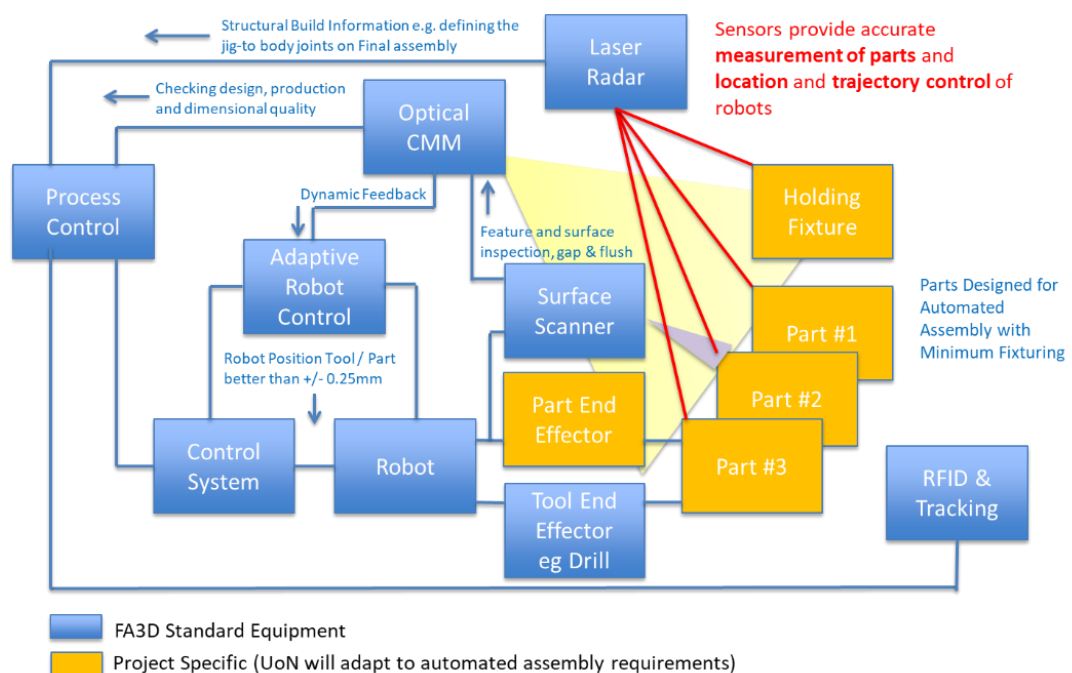 Structural Build Information e.g. defining the
jig-to body joints on Final assembly
Laser
Radar
Sensors provide accurate
measurement of parts and
location and trajectory control of
robots
Checking design, production
and dimensional quality
Optical
CMM
Process
Control
Dynamic Feedback
Holding
Fixture
Feature and surface
inspection, gap & flush
Adaptive
Robot
Control
Surface
Scanner
Parts Designed for
Automated
Assembly with
Minimum Fixturing
Part #1
Robot Position Tool / Part
better than +/- 0.25mm
Part End
Effector
Part #2
Control
System
Robot
Part #3
RFID &
Tracking
Tool End
Effector
eg Drill
FA3D Standard Equipment
Project Specific (UoN will adapt to automated assembly requirements)